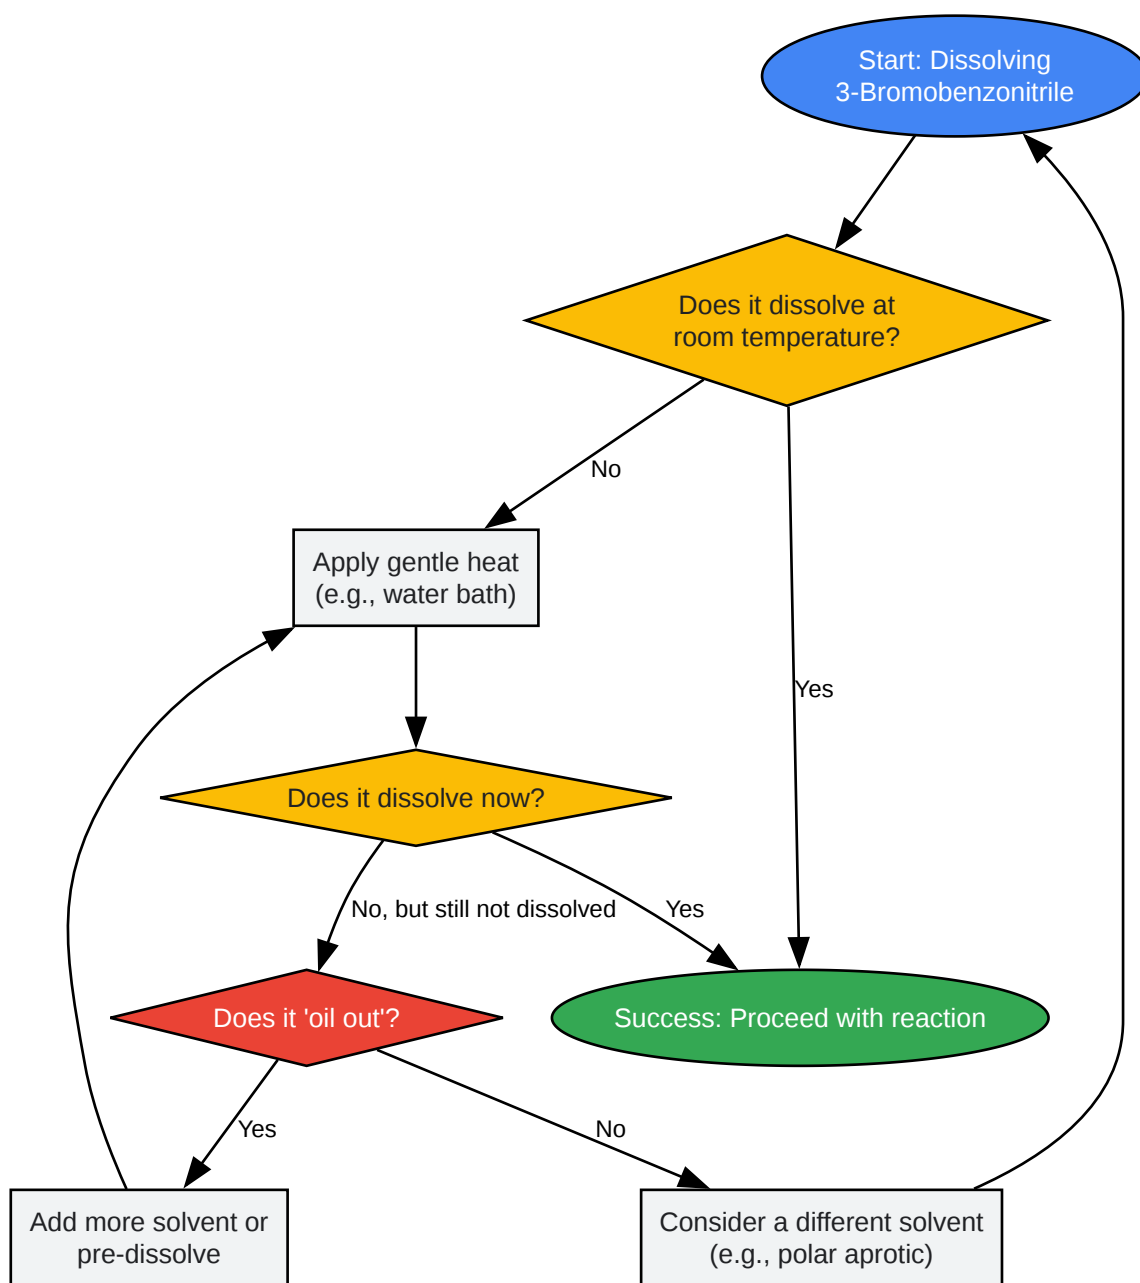 Start: Dissolving
3-Bromobenzonitrile
Does it dissolve at
room temperature?
No
Apply gentle heat
(e.g., water bath)
Yes
Does it dissolve now?
No, but still not dissolved
Yes
Does it 'oil out'?
Success: Proceed with reaction
Yes
No
Add more solvent or
pre-dissolve
Consider a different solvent
(e.g., polar aprotic)